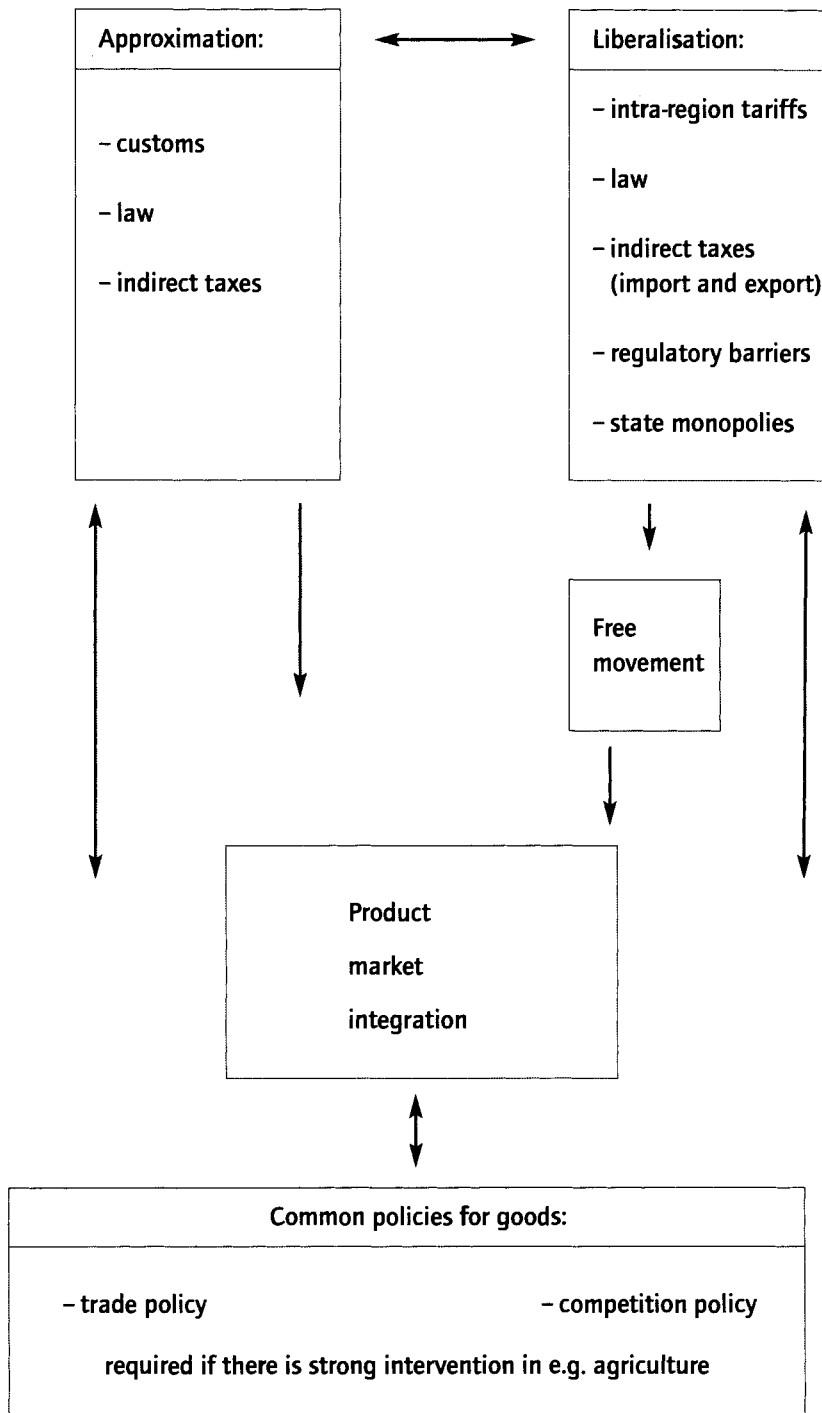 Approximation:
– customs
– law
– indirect taxes
Liberalisation:
– intra-region tariffs
– law
– indirect taxes
(import and export)
– regulatory barriers
– state monopolies
Free
movement
Product
market
integration
Common policies for goods:
– trade policy
– competition policy
required if there is strong intervention in e.g. agriculture